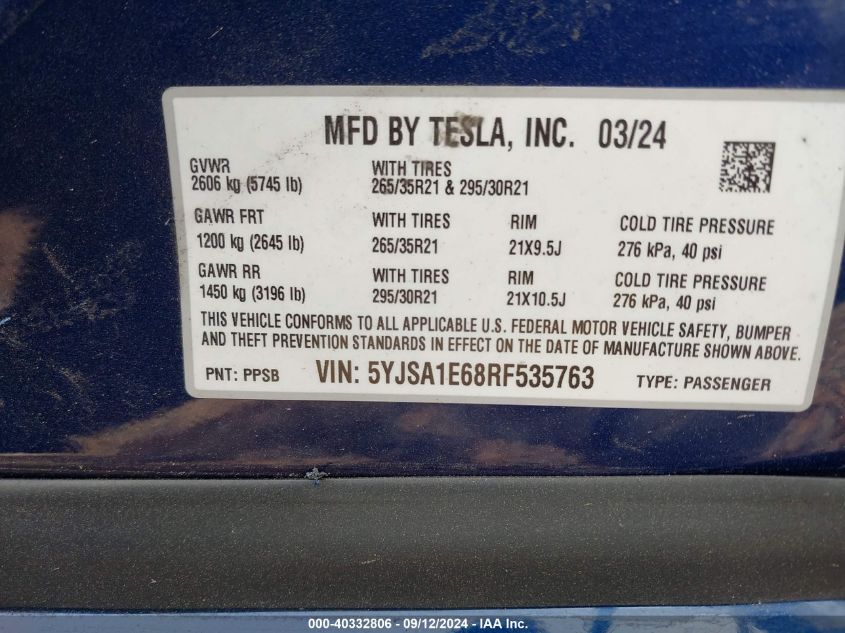 MFD BY TESLA, INC. 03/24
GVWR
2606 kg (5745 lb)
WITH TIRES
265/35R21 & 295/30R21
GAWR FRT
1200 kg (2645 lb)
WITH TIRES
265/35R21
RIM
21X9.5J
COLD TIRE PRESSURE
276 kPa, 40 psi
GAWR RR
1450 kg (3196 lb)
WITH TIRES
295/30R21
RIM
21X10.5J
COLD TIRE PRESSURE
276 kPa, 40 psi
THIS VEHICLE CONFORMS TO ALL APPLICABLE U.S. FEDERAL MOTOR VEHICLE SAFETY, BUMPER
AND THEFT PREVENTION STANDARDS IN EFFECT ON THE DATE OF MANUFACTURE SHOWN ABOVE.
PNT: PPSB VIN: 5YJSA1E68RF535763 TYPE: PASSENGER
000-40332806 - 09/12/2024 - IAA Inc.